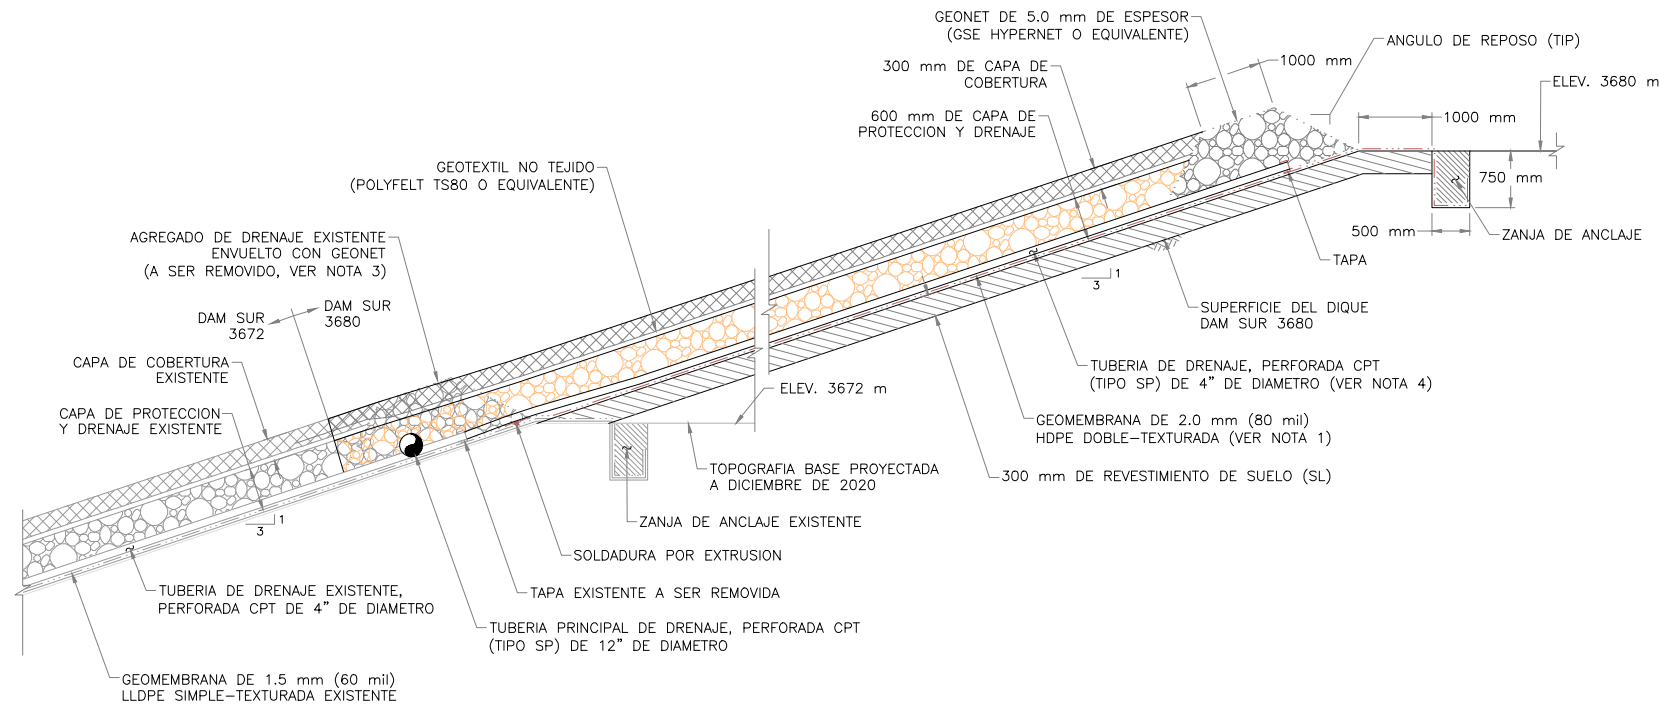 GEONET DE 5.0 mm DE ESPESOR
(GSE HYPERNET O EQUIVALENTE)
ANGULO DE REPOSO (TIP)
1000 mm
300 mm DE CAPA DE
COBERTURA
ELEV. 3680 m
600 mm DE CAPA DE
PROTECCION Y DRENAJE
1000 mm
GEOTEXTIL NO TEJIDO
(POLYFELT TS80 O EQUIVALENTE)
750 mm
500 mm
ZANJA DE ANCLAJE
TAPA
AGREGADO DE DRENAJE EXISTENTE
ENVUELTO CON GEONET
(A SER REMOVIDO, VER NOTA 3)
1
3
DAM SUR
3680
DAM SUR
3672
SUPERFICIE DEL DIQUE
DAM SUR 3680
CAPA DE COBERTURA
EXISTENTE
TUBERIA DE DRENAJE, PERFORADA CPT
(TIPO SP) DE 4” DE DIAMETRO (VER NOTA 4)
ELEV. 3672 m
CAPA DE PROTECCION
Y DRENAJE EXISTENTE
GEOMEMBRANA DE 2.0 mm (80 mil)
HDPE DOBLE-TEXTURADA (VER NOTA 1)
TOPOGRAFIA BASE PROYECTADA
A DICIEMBRE DE 2020
300 mm DE REVESTIMIENTO DE SUELO (SL)
1
3
ZANJA DE ANCLAJE EXISTENTE
SOLDADURA POR EXTRUSION
TUBERIA DE DRENAJE EXISTENTE,
PERFORADA CPT DE 4” DE DIAMETRO
TAPA EXISTENTE A SER REMOVIDA
TUBERIA PRINCIPAL DE DRENAJE, PERFORADA CPT
(TIPO SP) DE 12” DE DIAMETRO
GEOMEMBRANA DE 1.5 mm (60 mil)
LLDPE SIMPLE-TEXTURADA EXISTENTE